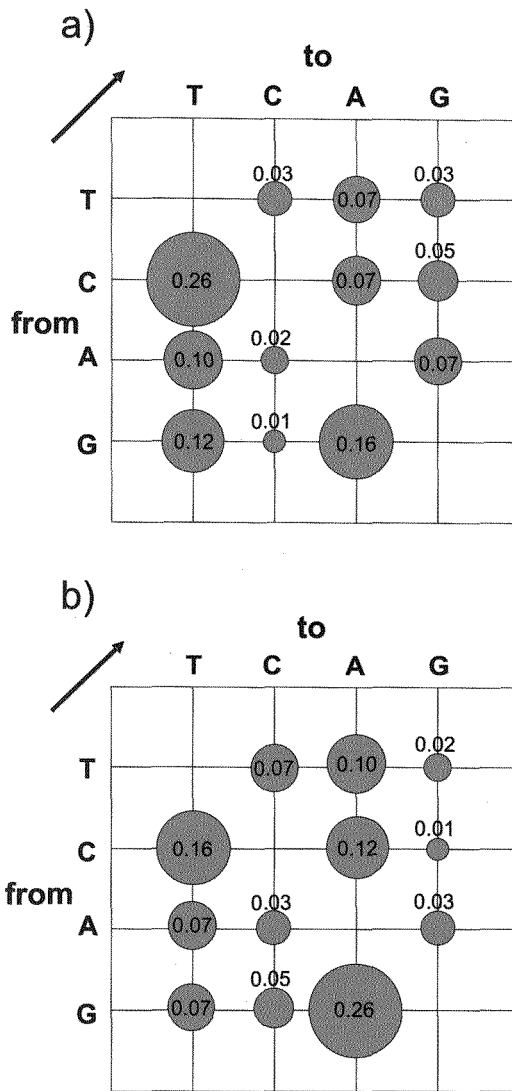 a)
to
T C A G
T 0.03 0.07 0.03
C 0.26 0.07 0.05
from
A 0.10 0.02 0.07
G 0.12 0.01 0.16
b)
to
T C A G
T 0.07 0.10 0.02
C 0.16 0.12 0.01
from
A 0.07 0.03 0.03
G 0.07 0.05 0.26